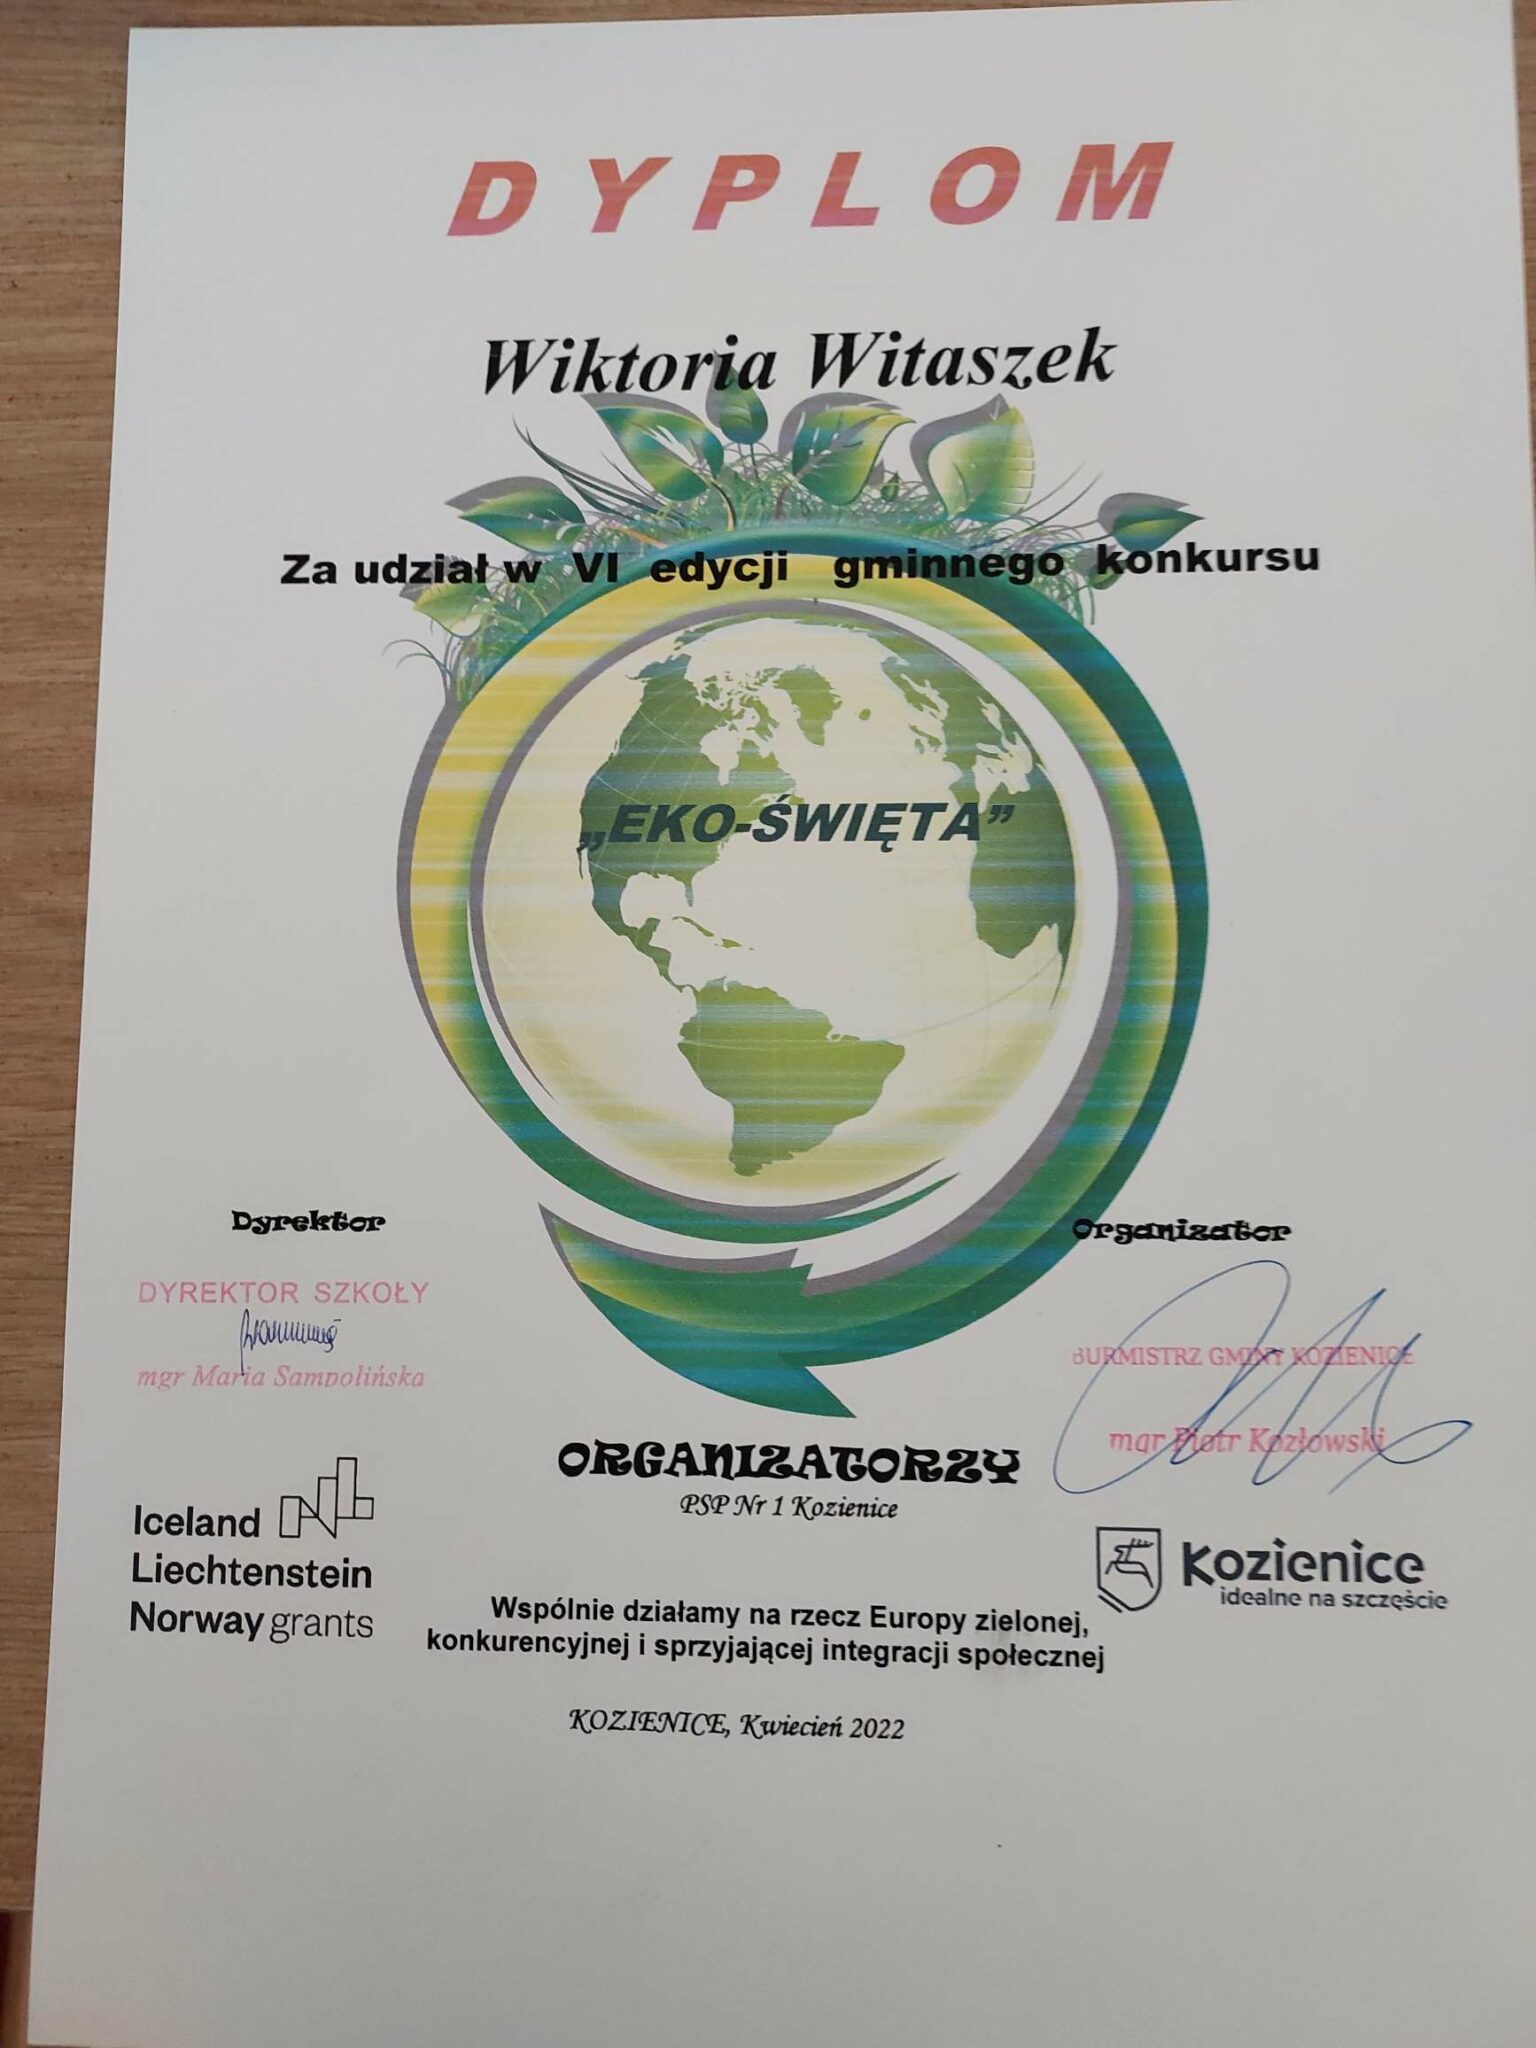 DYPLOM
Wiktoria Witaszek
Za udział w VI edycji gminnego konkursu
„EKO-ŚWIĘTA”
Dyrektor
Organizator
DYREKTOR SZKOŁY
mgr Maria Sampolińska
BURMISTRZ GMINY KOZIENICE
mgr Piotr Kozłowski
ORGANIZATORZY
PSP Nr 1 Kozienice
Iceland
Liechtenstein
Norway grants
Kozienice
idealne na szczęście
Wspólnie działamy na rzecz Europy zielonej,
konkurencyjnej i sprzyjającej integracji społecznej
KOZIENICE, Kwiecień 2022